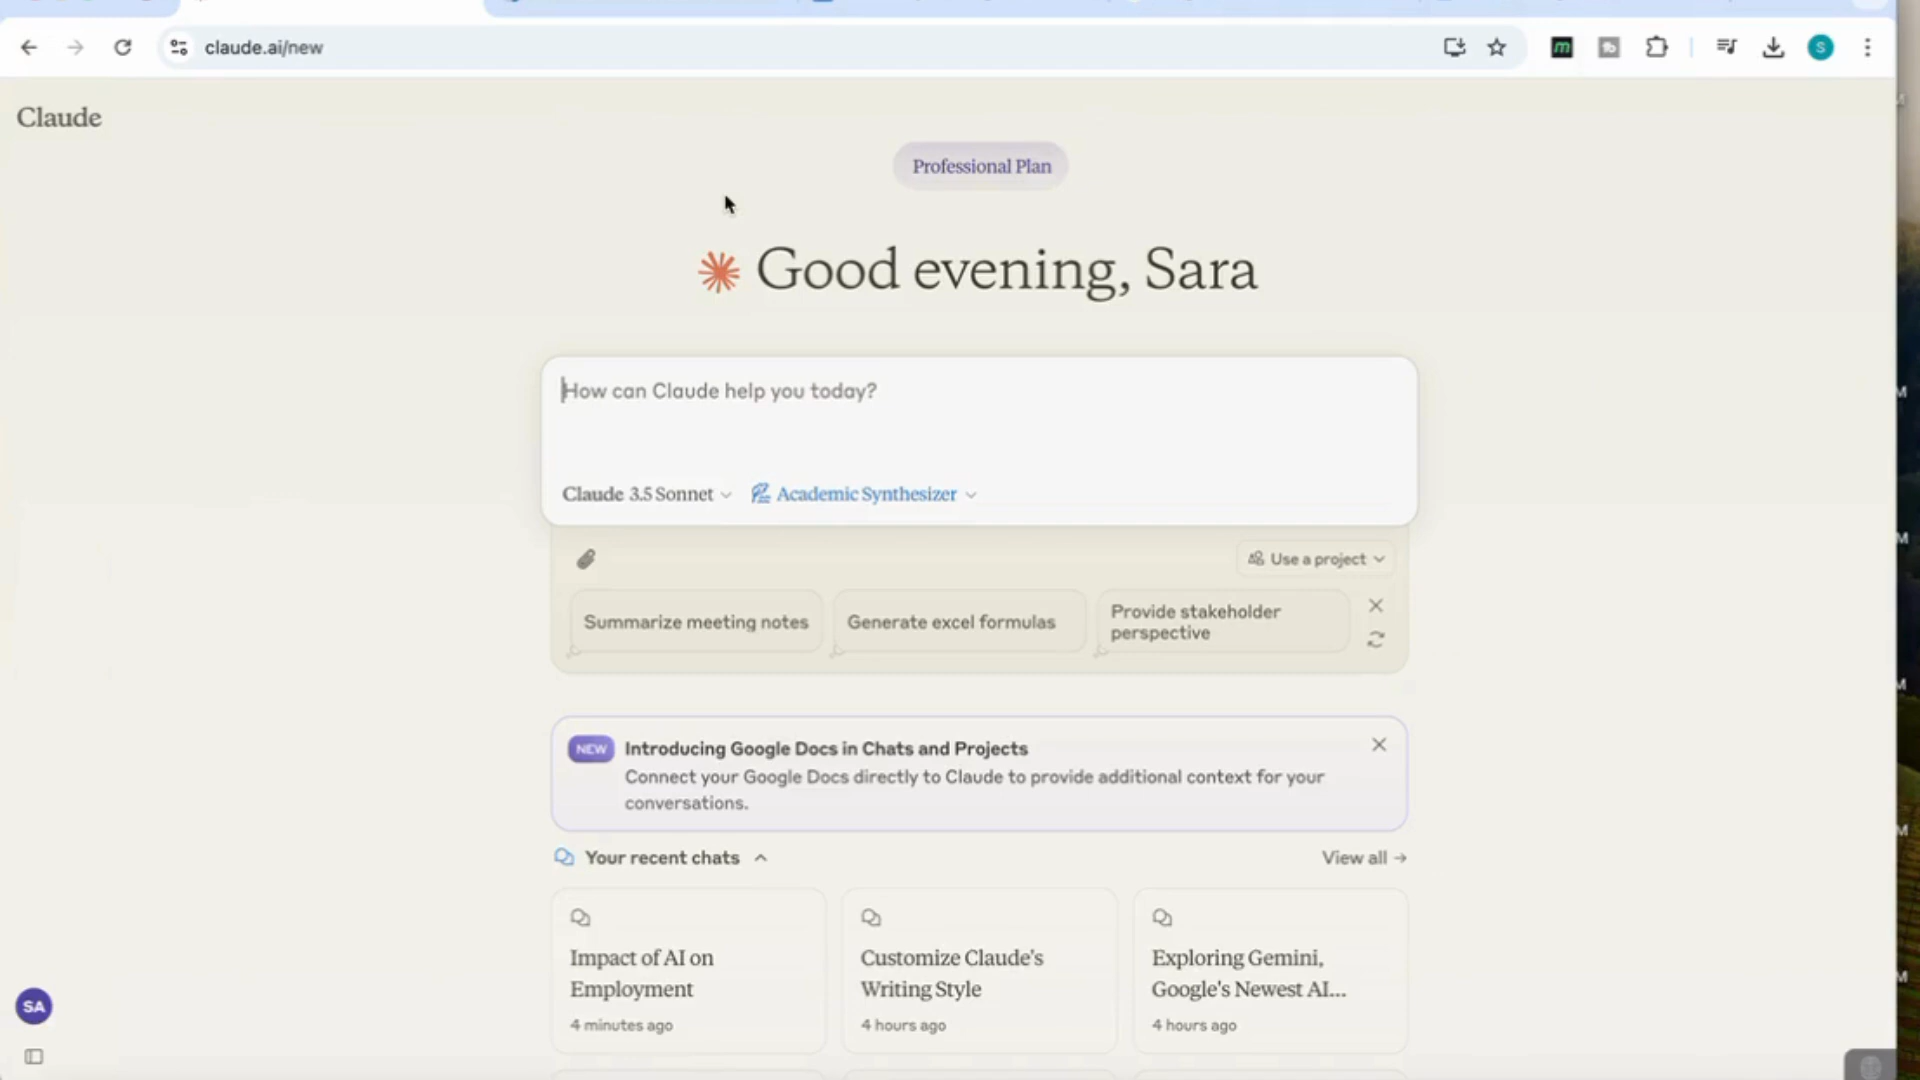 claude.ai/new
S
Claude
Professional Plan
Good evening, Sara
How can Claude help you today?
Claude 3.5 Sonnet
Academic Synthesizer
Use a project
Summarize meeting notes
Generate excel formulas
Provide stakeholder
perspective
NEW
Introducing Google Docs in Chats and Projects
Connect your Google Docs directly to Claude to provide additional context for your
conversations.
Your recent chats
View all →
Impact of AI on
Employment
4 minutes ago
Customize Claude's
Writing Style
4 hours ago
Exploring Gemini,
Google's Newest AI...
4 hours ago
SA